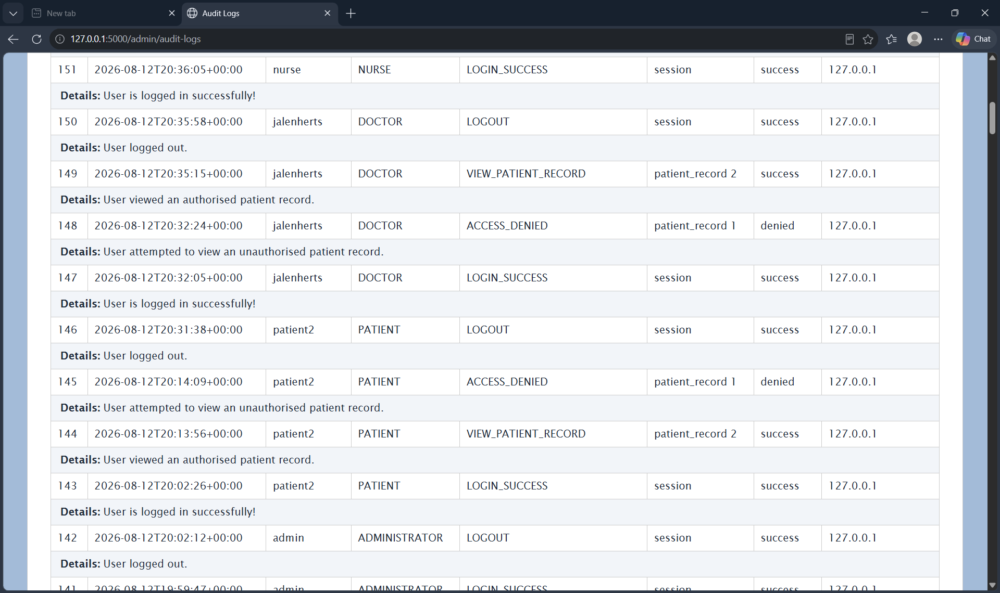 New tab
Audit Logs
127.0.0.1:5000/admin/audit-logs
Chat
151 2026-08-12T20:36:05+00:00 nurse NURSE LOGIN_SUCCESS session success 127.0.0.1
Details: User is logged in successfully!
150 2026-08-12T20:35:58+00:00 jalenherts DOCTOR LOGOUT session success 127.0.0.1
Details: User logged out.
149 2026-08-12T20:35:15+00:00 jalenherts DOCTOR VIEW_PATIENT_RECORD patient_record 2 success 127.0.0.1
Details: User viewed an authorised patient record.
148 2026-08-12T20:32:24+00:00 jalenherts DOCTOR ACCESS_DENIED patient_record 1 denied 127.0.0.1
Details: User attempted to view an unauthorised patient record.
147 2026-08-12T20:32:05+00:00 jalenherts DOCTOR LOGIN_SUCCESS session success 127.0.0.1
Details: User is logged in successfully!
146 2026-08-12T20:31:38+00:00 patient2 PATIENT LOGOUT session success 127.0.0.1
Details: User logged out.
145 2026-08-12T20:14:09+00:00 patient2 PATIENT ACCESS_DENIED patient_record 1 denied 127.0.0.1
Details: User attempted to view an unauthorised patient record.
144 2026-08-12T20:13:56+00:00 patient2 PATIENT VIEW_PATIENT_RECORD patient_record 2 success 127.0.0.1
Details: User viewed an authorised patient record.
143 2026-08-12T20:02:26+00:00 patient2 PATIENT LOGIN_SUCCESS session success 127.0.0.1
Details: User is logged in successfully!
142 2026-08-12T20:02:12+00:00 admin ADMINISTRATOR LOGOUT session success 127.0.0.1
Details: User logged out.
141 2026-08-12T19:59:47+00:00 admin ADMINISTRATOR LOGIN_SUCCESS session success 127.0.0.1